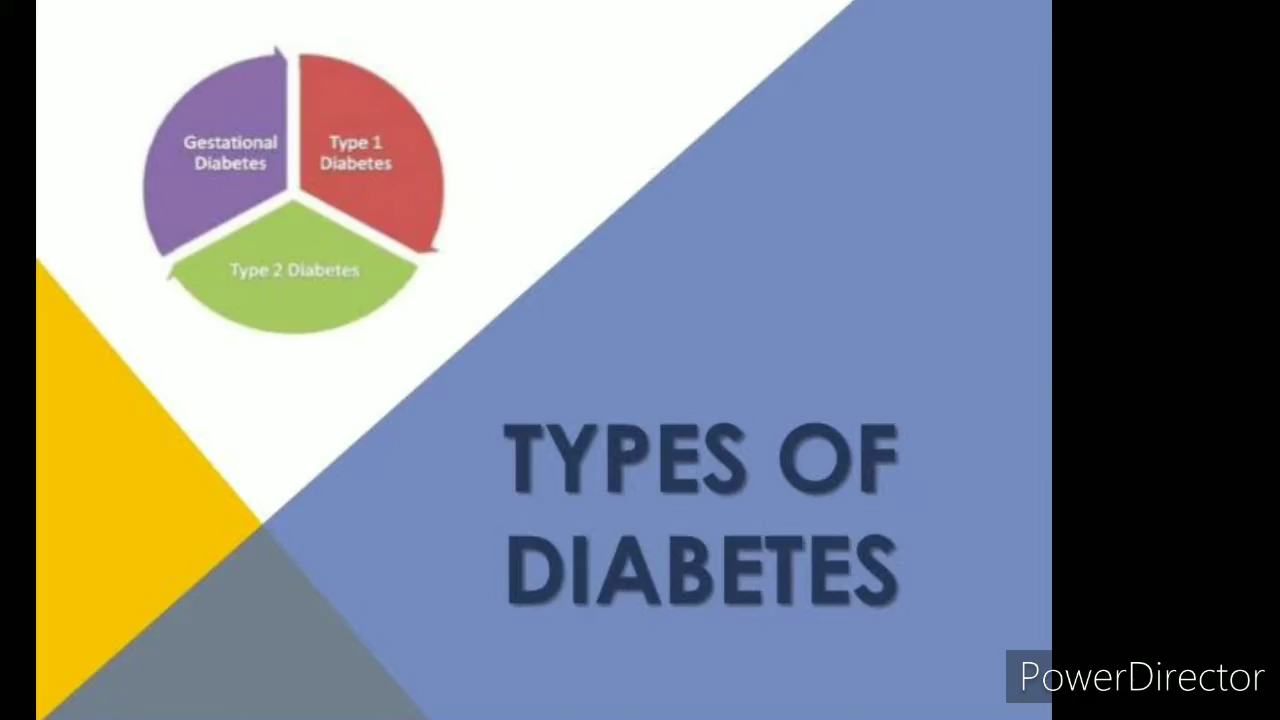 Gestational
Diabetes
Type 1
Diabetes
Type 2 Diabetes
TYPES OF
DIABETES
PowerDirector